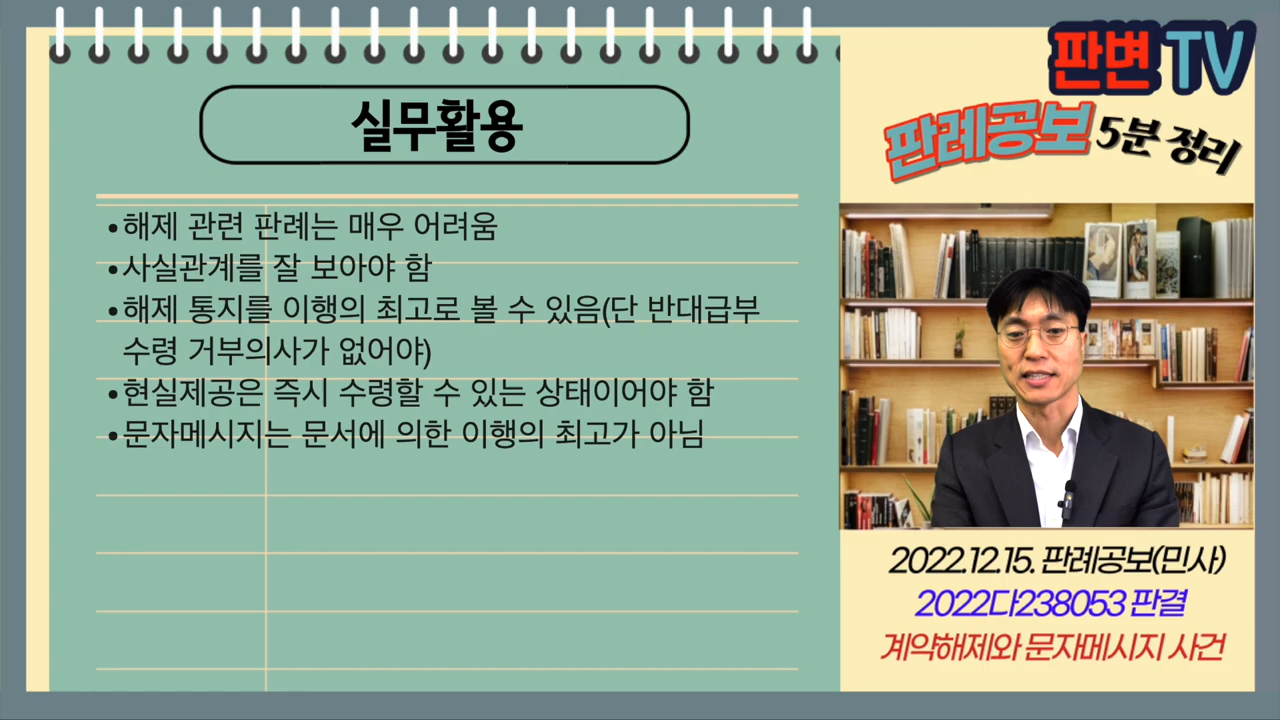 실무활용
•해제 관련 판례는 매우 어려움
•사실관계를 잘 보아야 함
•해제 통지를 이행의 최고로 볼 수 있음(단 반대급부
수령 거부의사가 없어야)
•현실제공은 즉시 수령할 수 있는 상태이어야 함
•문자메시지는 문서에 의한 이행의 최고가 아님
판변 TV
판례공보 5분 정리
2022.12.15. 판례공보(민사)
2022다238053 판결
계약해제와 문자메시지 사건